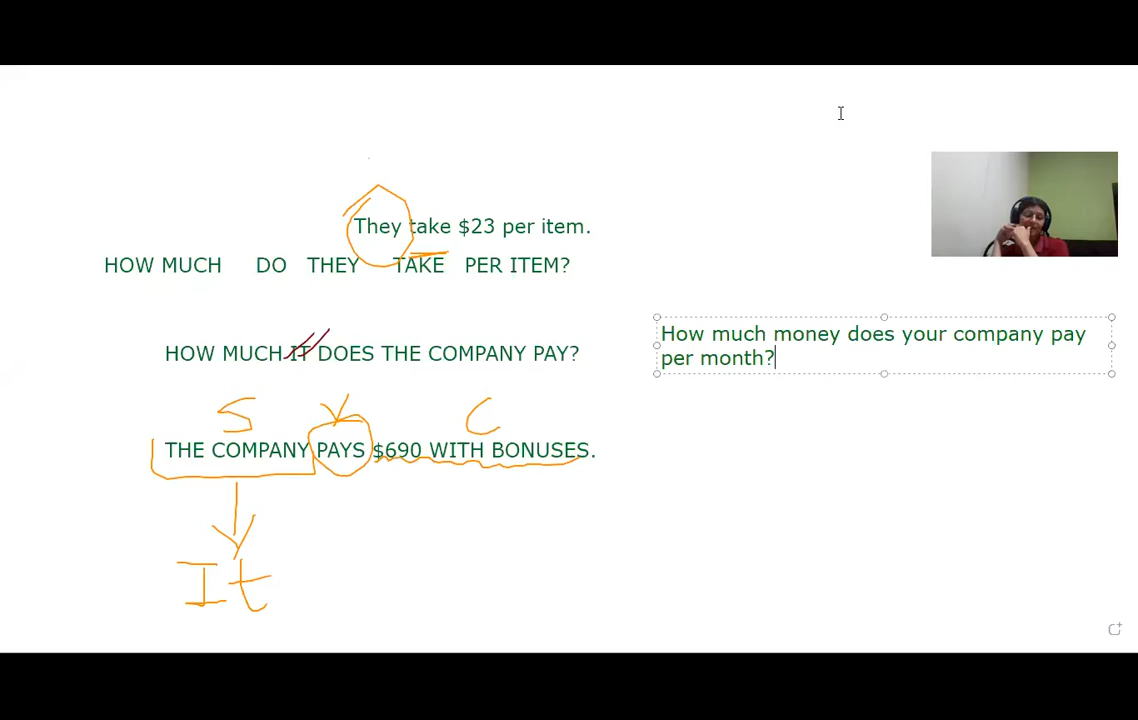 They take $23 per item.
HOW MUCH DO THEY TAKE PER ITEM?
HOW MUCH IT DOES THE COMPANY PAY?
How much money does your company pay
per month?
S V C
THE COMPANY PAYS $690 WITH BONUSES.
It